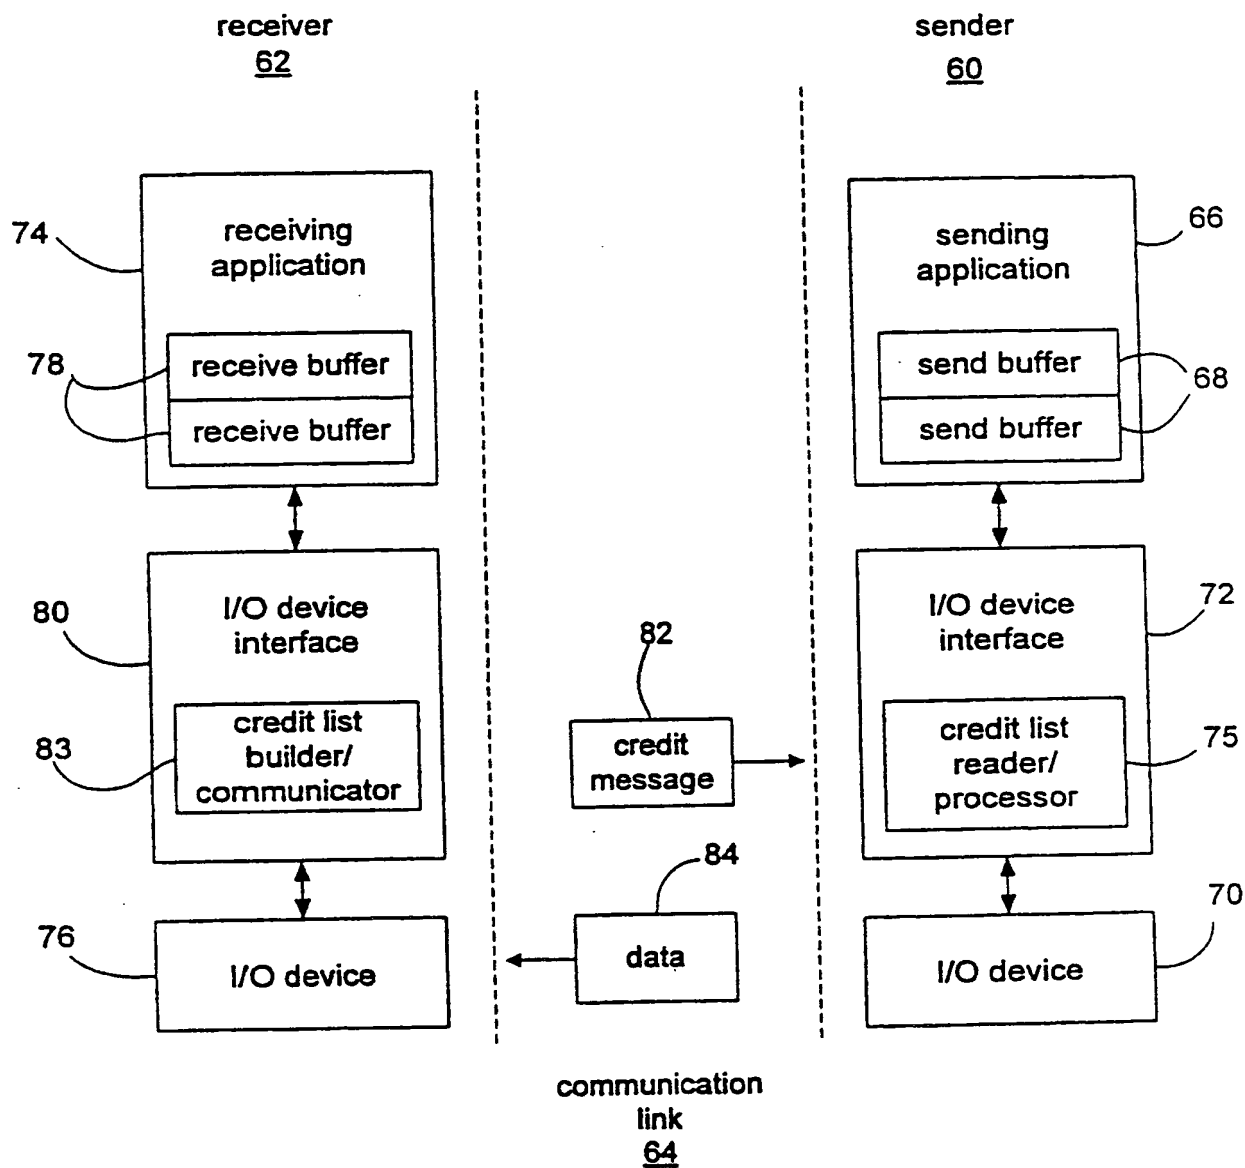 receiver
62
sender
60
74
receiving
application
78
receive buffer
receive buffer
66
sending
application
68
send buffer
send buffer
80
I/O device
interface
83
credit list
builder/
communicator
82
credit
message
72
I/O device
interface
75
credit list
reader/
processor
84
data
76
I/O device
70
I/O device
communication
link
64